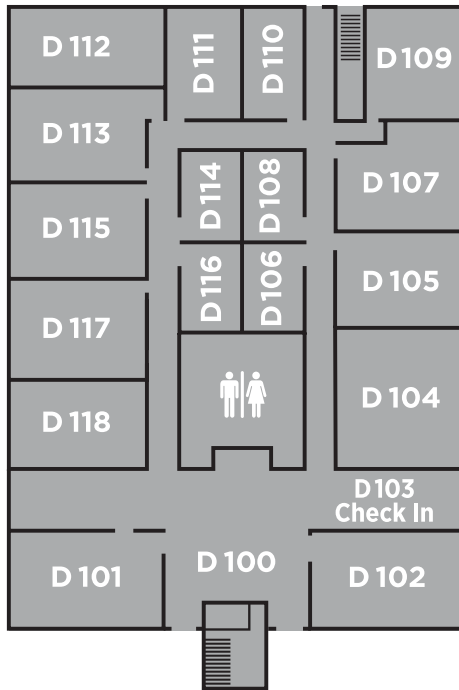 D 112
D 111
D 110
D 109
D 113
D 114
D 108
D 107
D 115
D 116
D 106
D 105
D 117
D 104
D 118
D 103
Check In
D 101
D 100
D 102